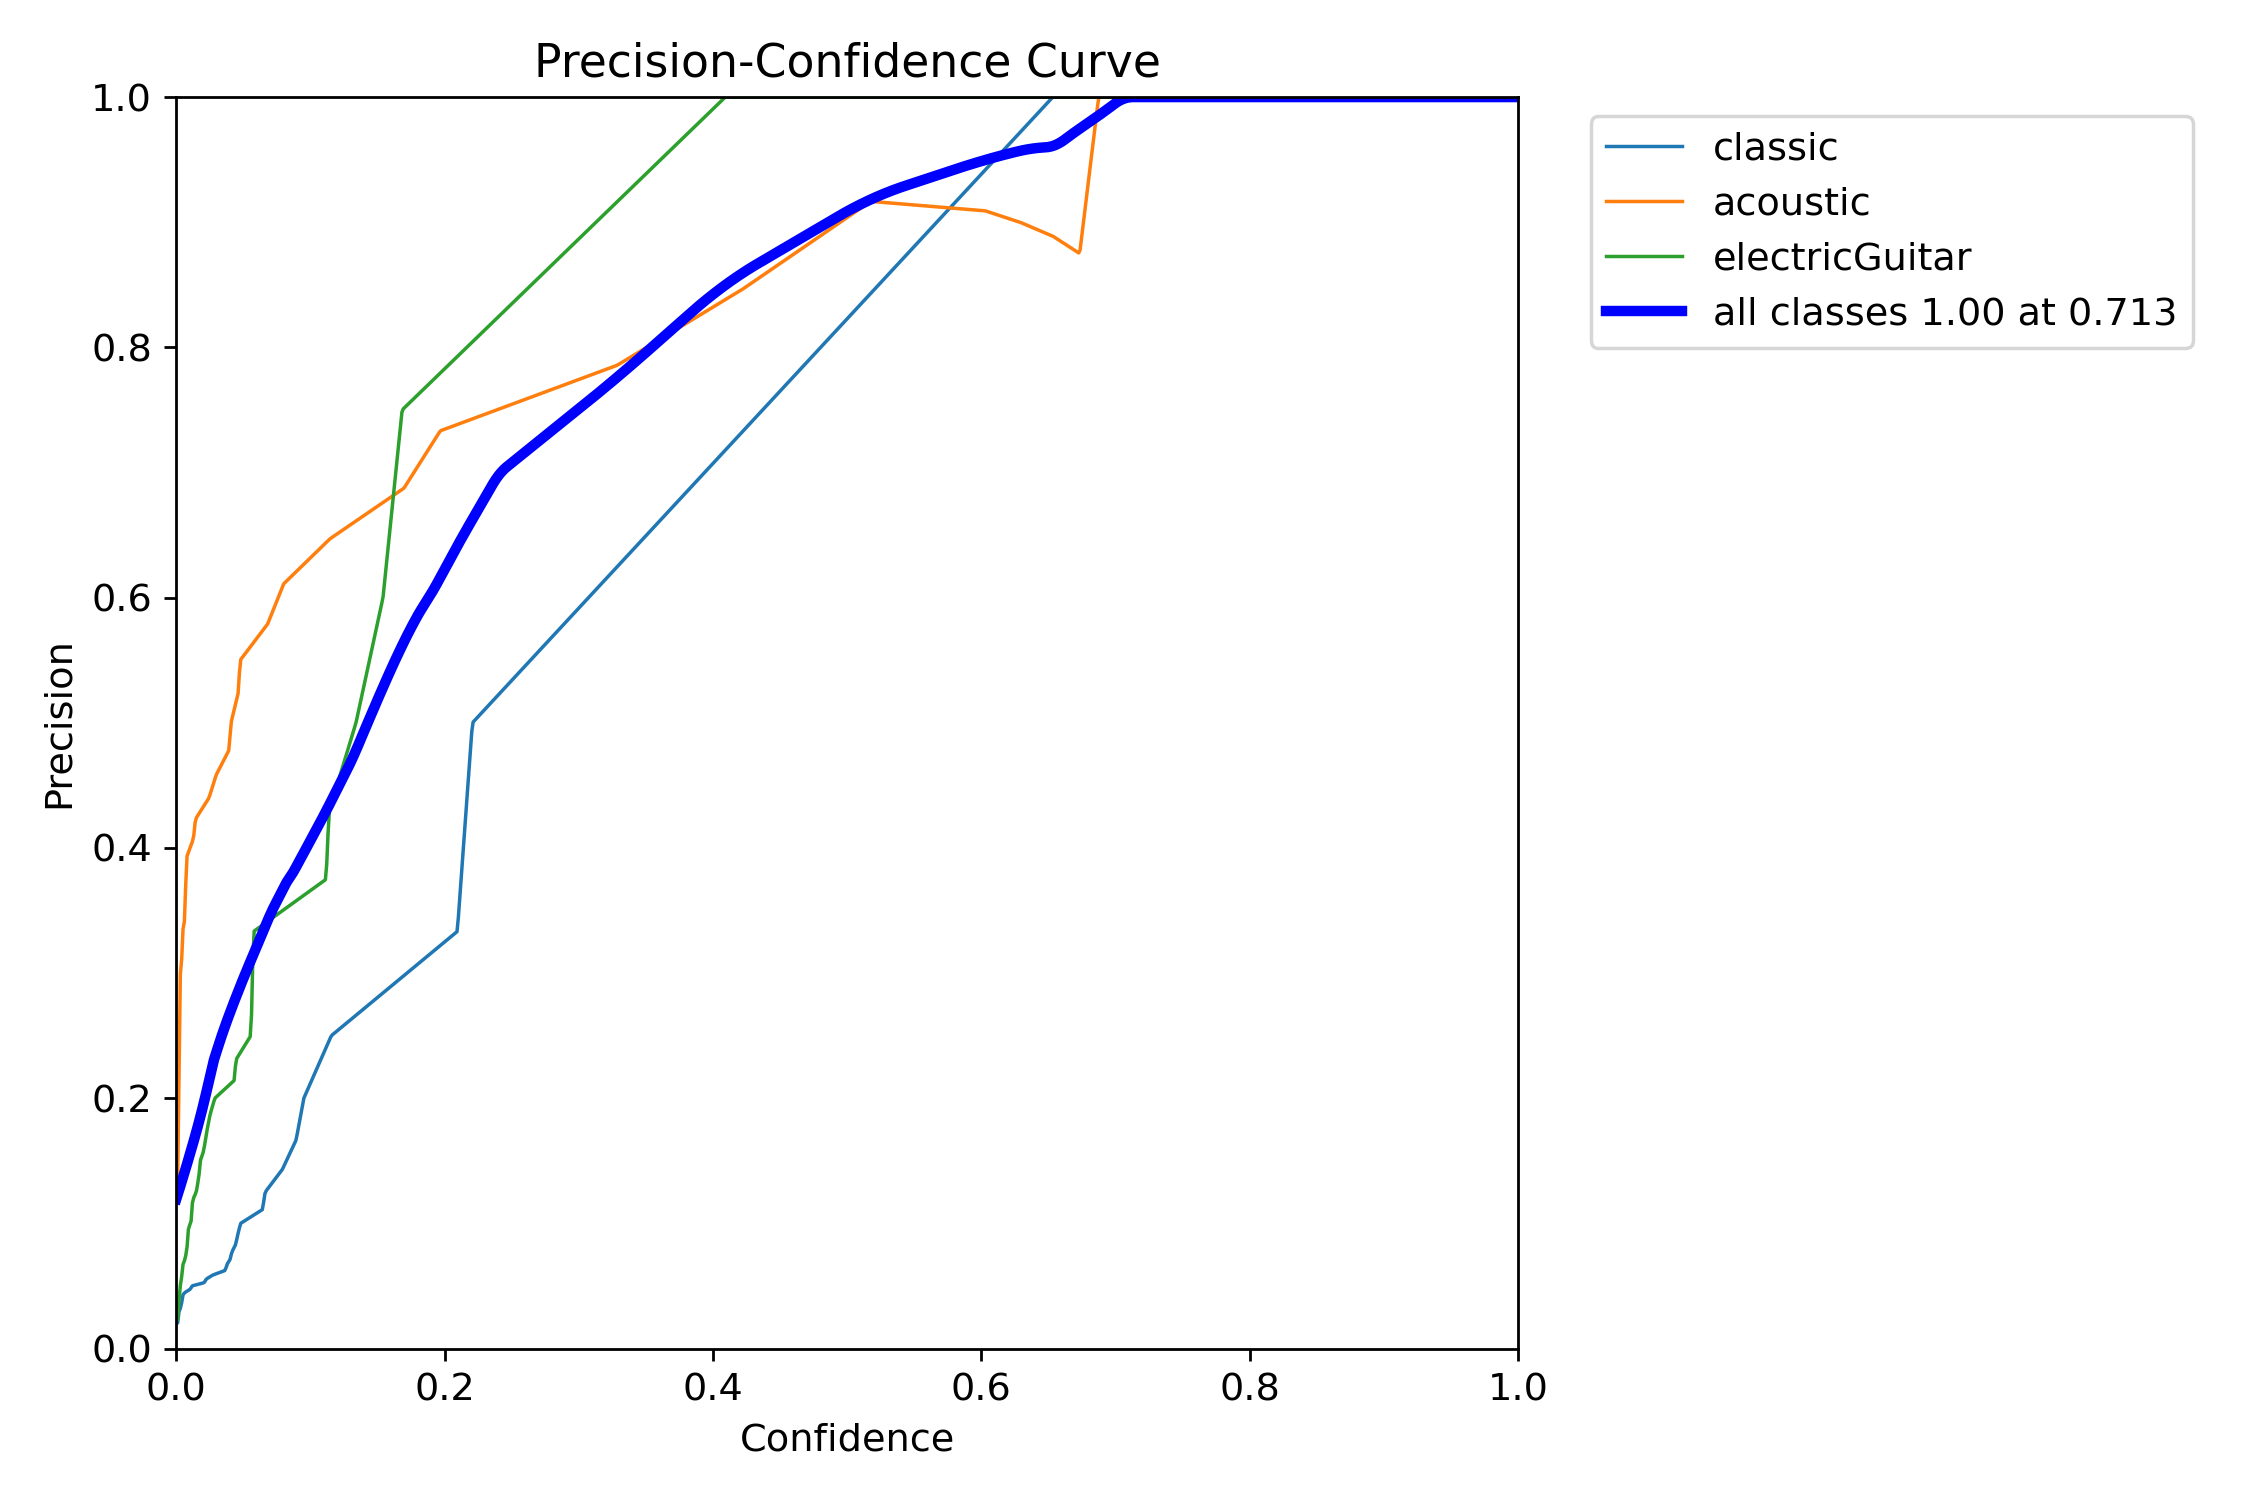 Precision-Confidence Curve
1.0
0.8
0.6
0.4
0.2
0.0
Precision
0.0 0.2 0.4 0.6 0.8 1.0
Confidence
classic
acoustic
electricGuitar
all classes 1.00 at 0.713